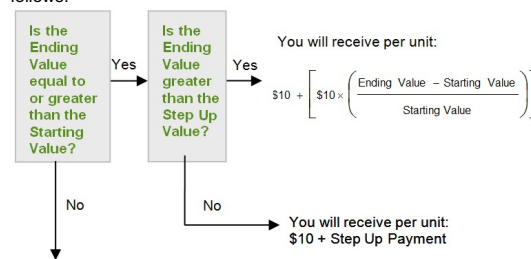 follows:
Is the
Ending
Value
equal to
or greater
than the
Starting
Value?
Yes
Is the
Ending
Value
greater
than the
Step Up
Value?
Yes
You will receive per unit:
$10 + [ $10 × ( Ending Value – Starting Value
Starting Value ) ]
No
No
You will receive per unit:
$10 + Step Up Payment